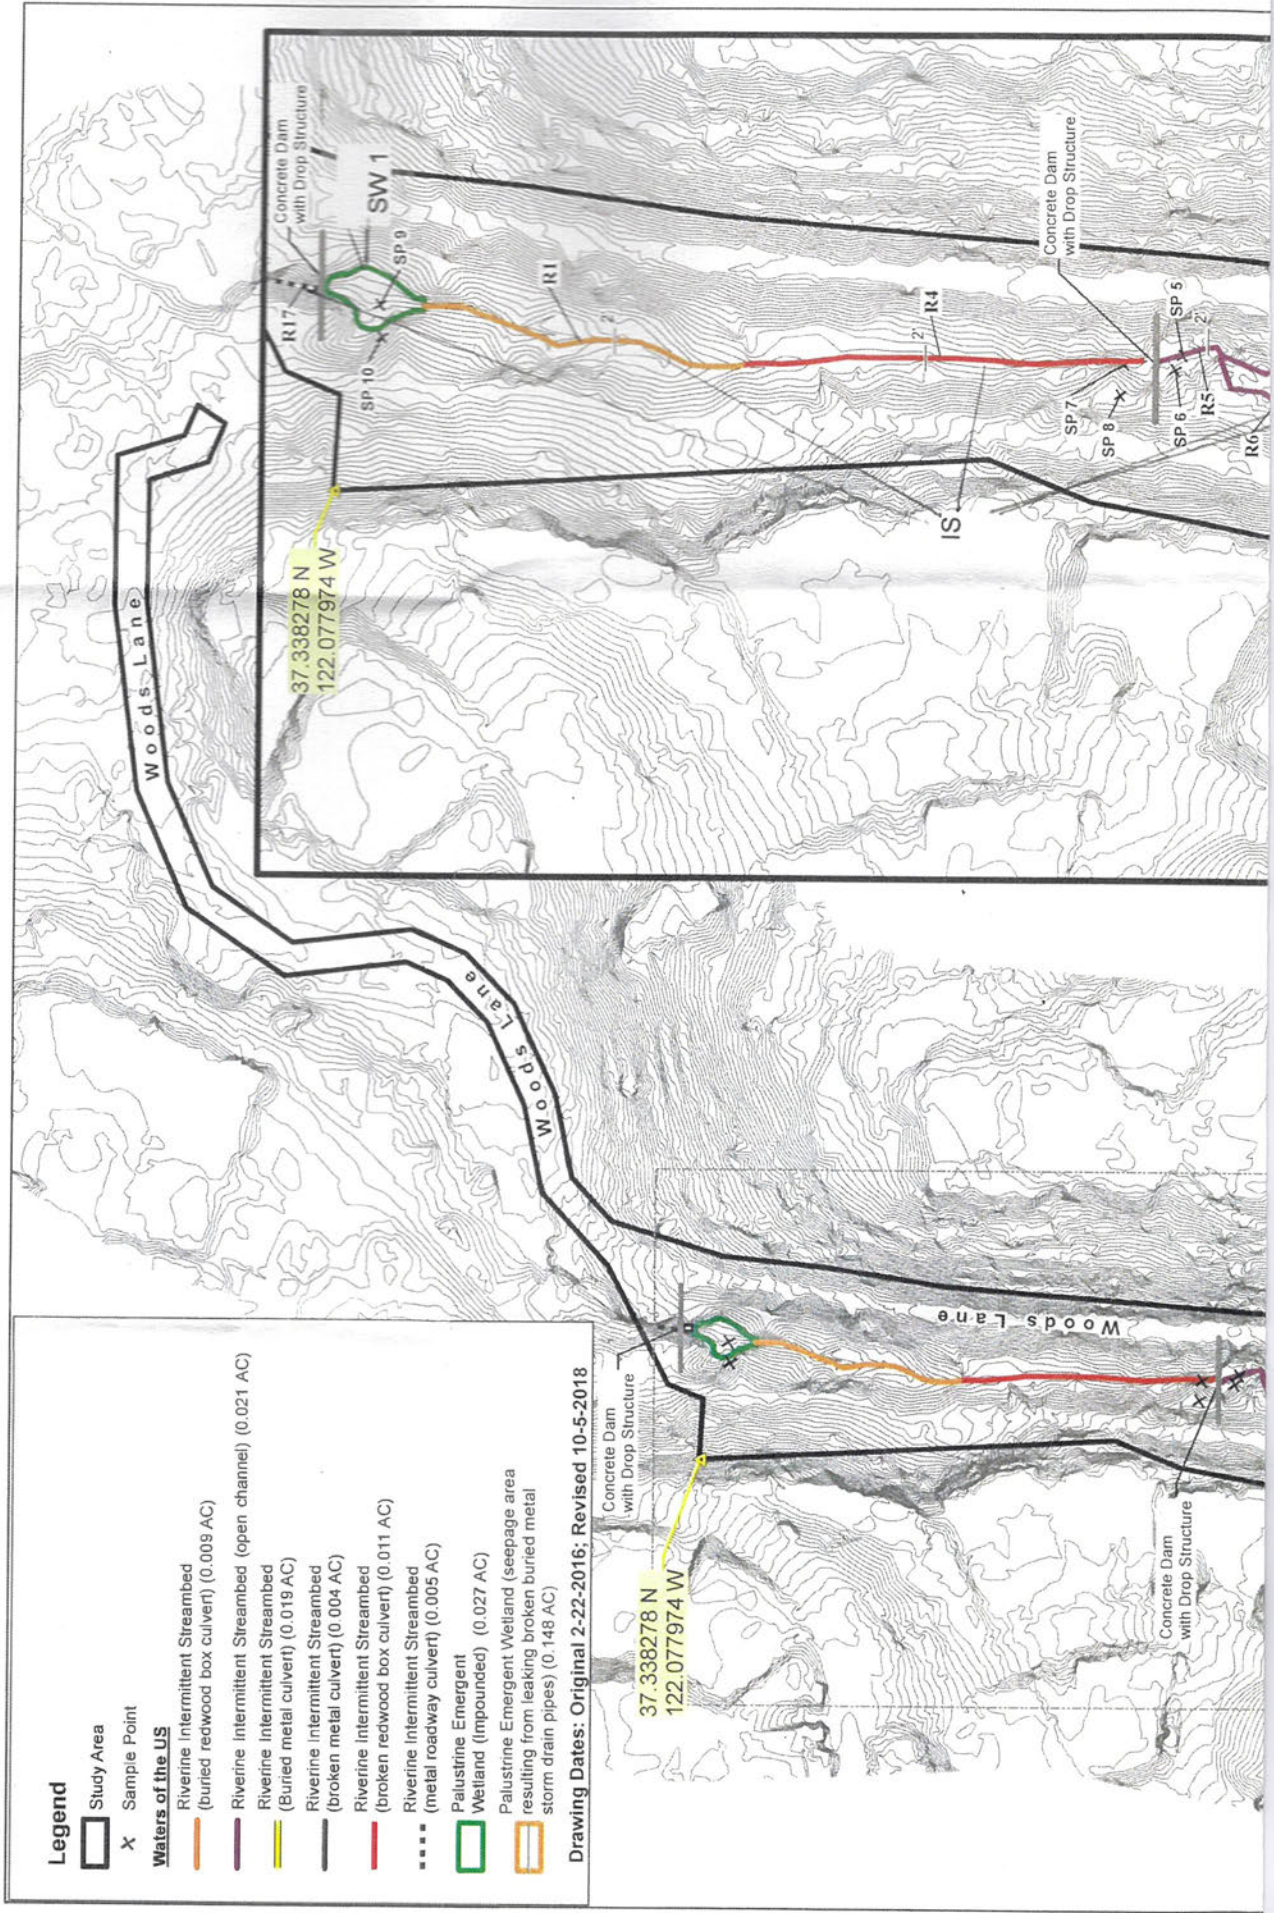 Legend
Study Area
Sample Point
Waters of the US
Riverine Intermittent Streambed
(buried redwood box culvert) (0.009 AC)
Riverine Intermittent Streambed (open channel) (0.021 AC)
Riverine Intermittent Streambed
(Buried metal culvert) (0.019 AC)
Riverine Intermittent Streambed
(broken metal culvert) (0.004 AC)
Riverine Intermittent Streambed
(broken redwood box culvert) (0.011 AC)
Riverine Intermittent Streambed
(metal roadway culvert) (0.005 AC)
Palustrine Emergent
Wetland (Impounded) (0.027 AC)
Palustrine Emergent Wetland (seepage area
resulting from leaking broken buried metal
storm drain pipes) (0.148 AC)
Drawing Dates: Original 2-22-2016; Revised 10-5-2018
Concrete Dam
with Drop Structure
37.338278 N
122.077974 W
Concrete Dam
with Drop Structure
Woods Lane
Woods Lane
Woods Lane
37.338278 N
122.077974 W
Concrete Dam
with Drop Structure
R17
SW 1
SP 9
SP 10
R1
2'
IS
2'
R4
Concrete Dam
with Drop Structure
SP 7
SP 8
SP 5
SP 6
2'
R5
R6